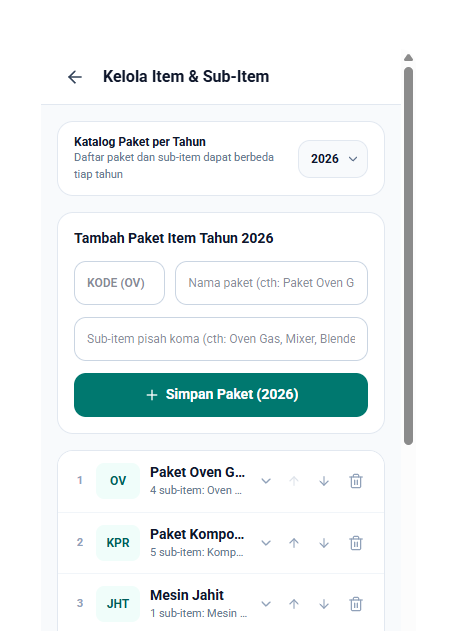 Kelola Item & Sub-Item
Katalog Paket per Tahun
Daftar paket dan sub-item dapat berbeda
tiap tahun
2026
Tambah Paket Item Tahun 2026
KODE (OV)
Nama paket (cth: Paket Oven G
Sub-item pisah koma (cth: Oven Gas, Mixer, Blende
Simpan Paket (2026)
1 OV Paket Oven G...
4 sub-item: Oven ...
2 KPR Paket Kompo...
5 sub-item: Komp...
3 JHT Mesin Jahit
1 sub-item: Mesin ...